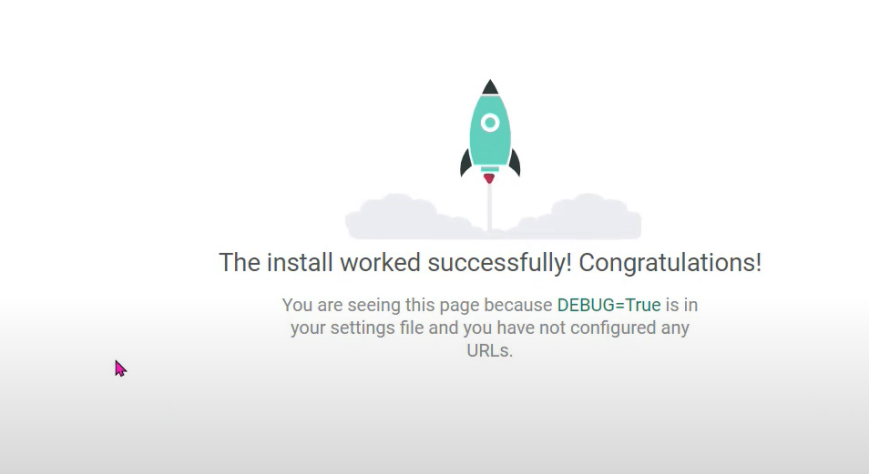 The install worked successfully! Congratulations!
You are seeing this page because DEBUG=True is in
your settings file and you have not configured any
URLs.